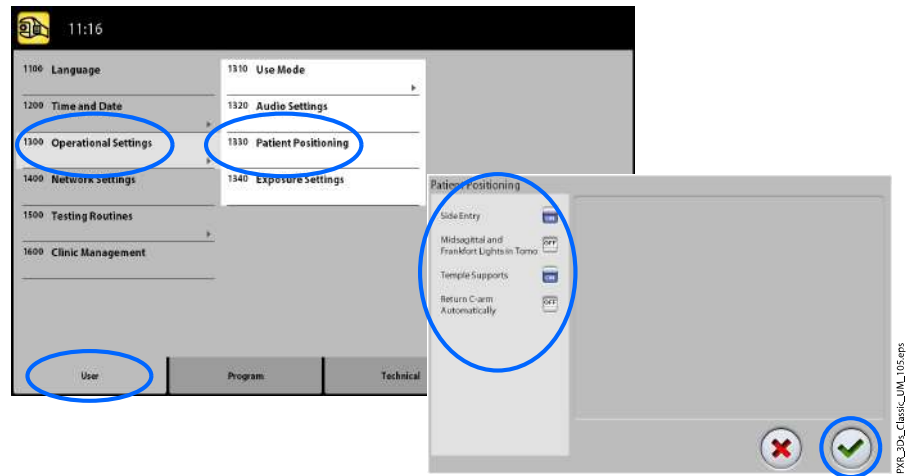 11:16
1100 Language
1200 Time and Date
1300 Operational Settings
1400 Network Settings
1500 Testing Routines
1600 Clinic Management
1310 Use Mode
1320 Audio Settings
1330 Patient Positioning
1340 Exposure Settings
User
Program
Technical
Patient Positioning
Side Entry ON
Midsagittal and
Frankfort Lights in Tomo OFF
Temple Supports ON
Return C-arm
Automatically OFF
PXR_3Ds_Classic_UM_105.eps